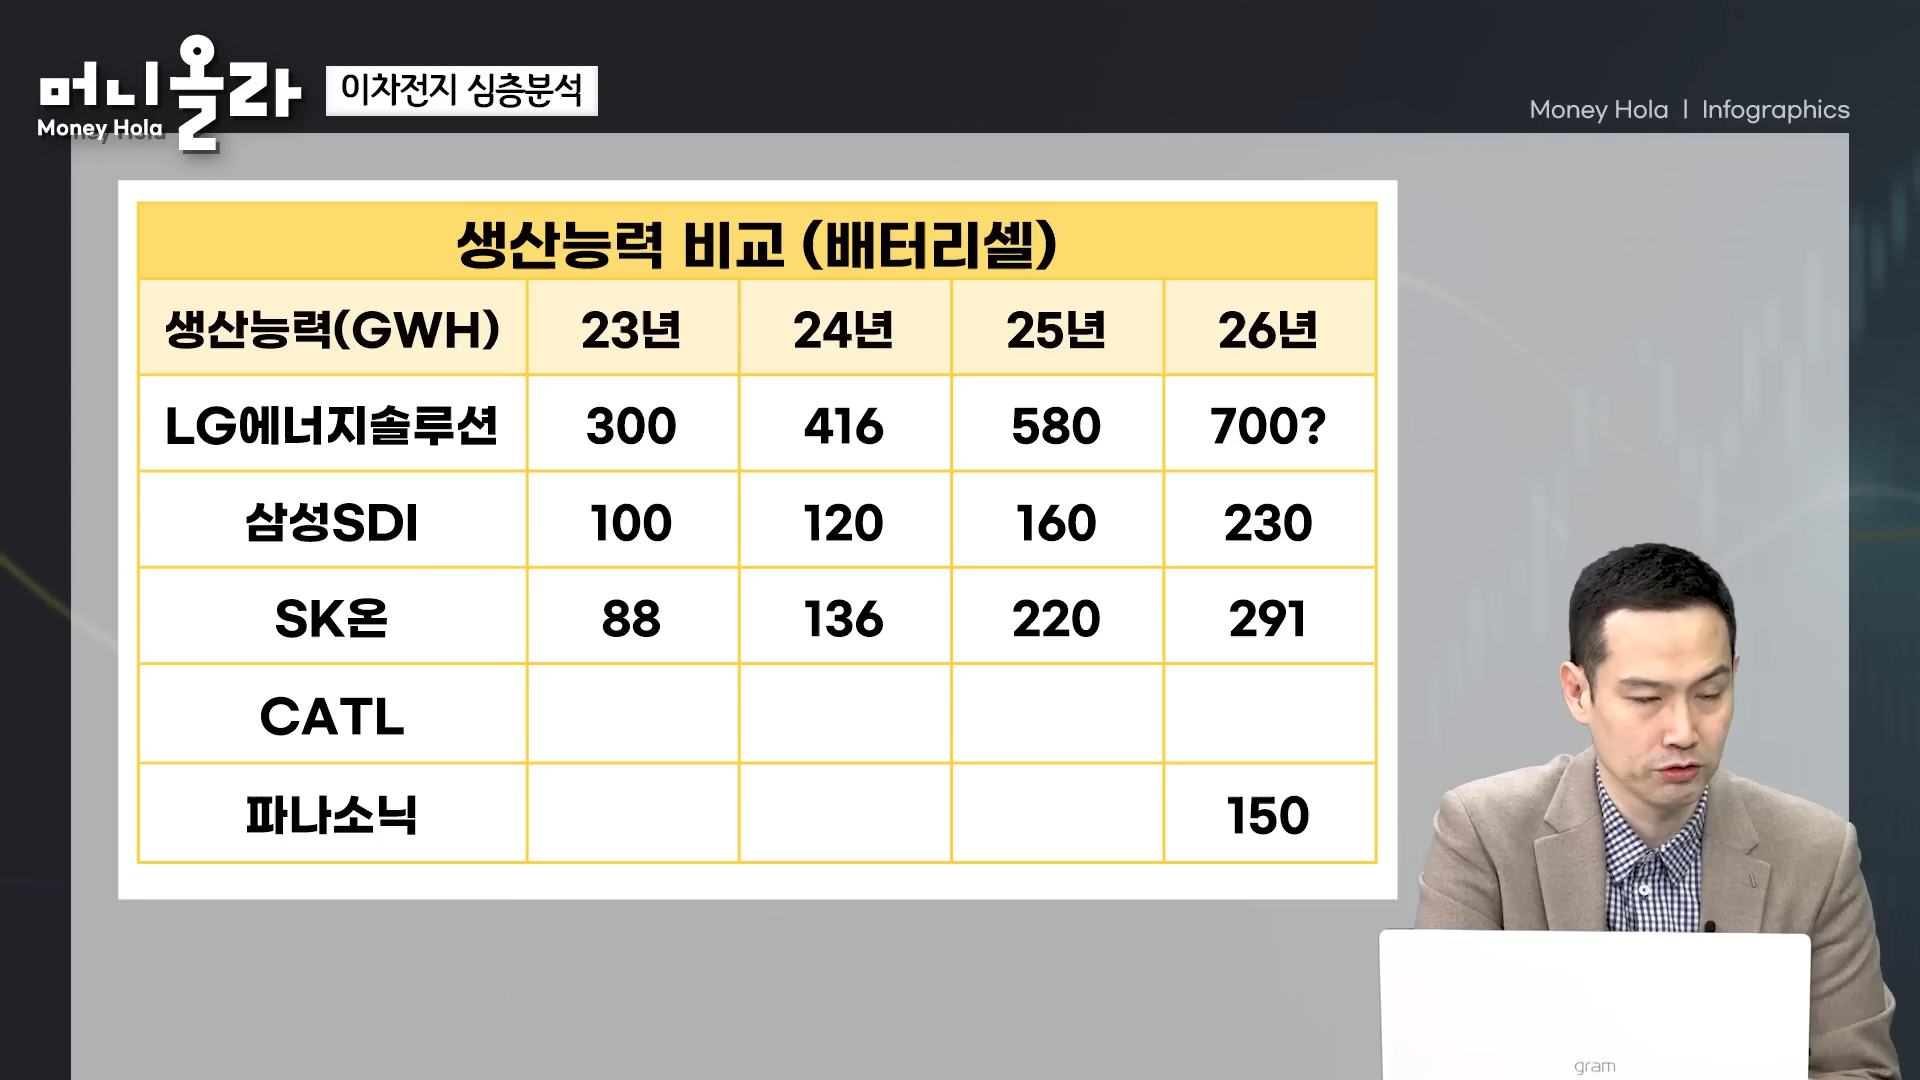 머니올라
Money Hola
이차전지 심층분석
Money Hola | Infographics
생산능력 비교 (배터리셀)
생산능력(GWH) 23년 24년 25년 26년
LG에너지솔루션 300 416 580 700?
삼성SDI 100 120 160 230
SK온 88 136 220 291
CATL
파나소닉 150
gram